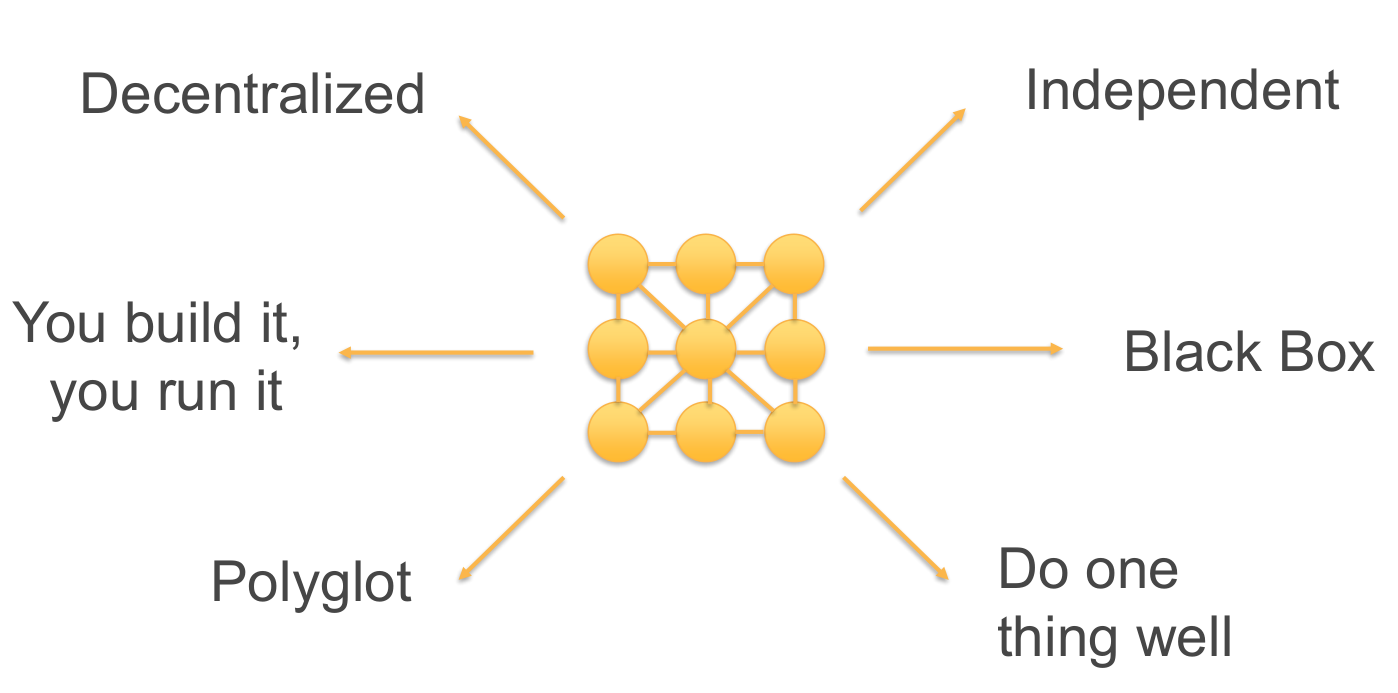 Decentralized
Independent
You build it,
you run it
Black Box
Polyglot
Do one
thing well